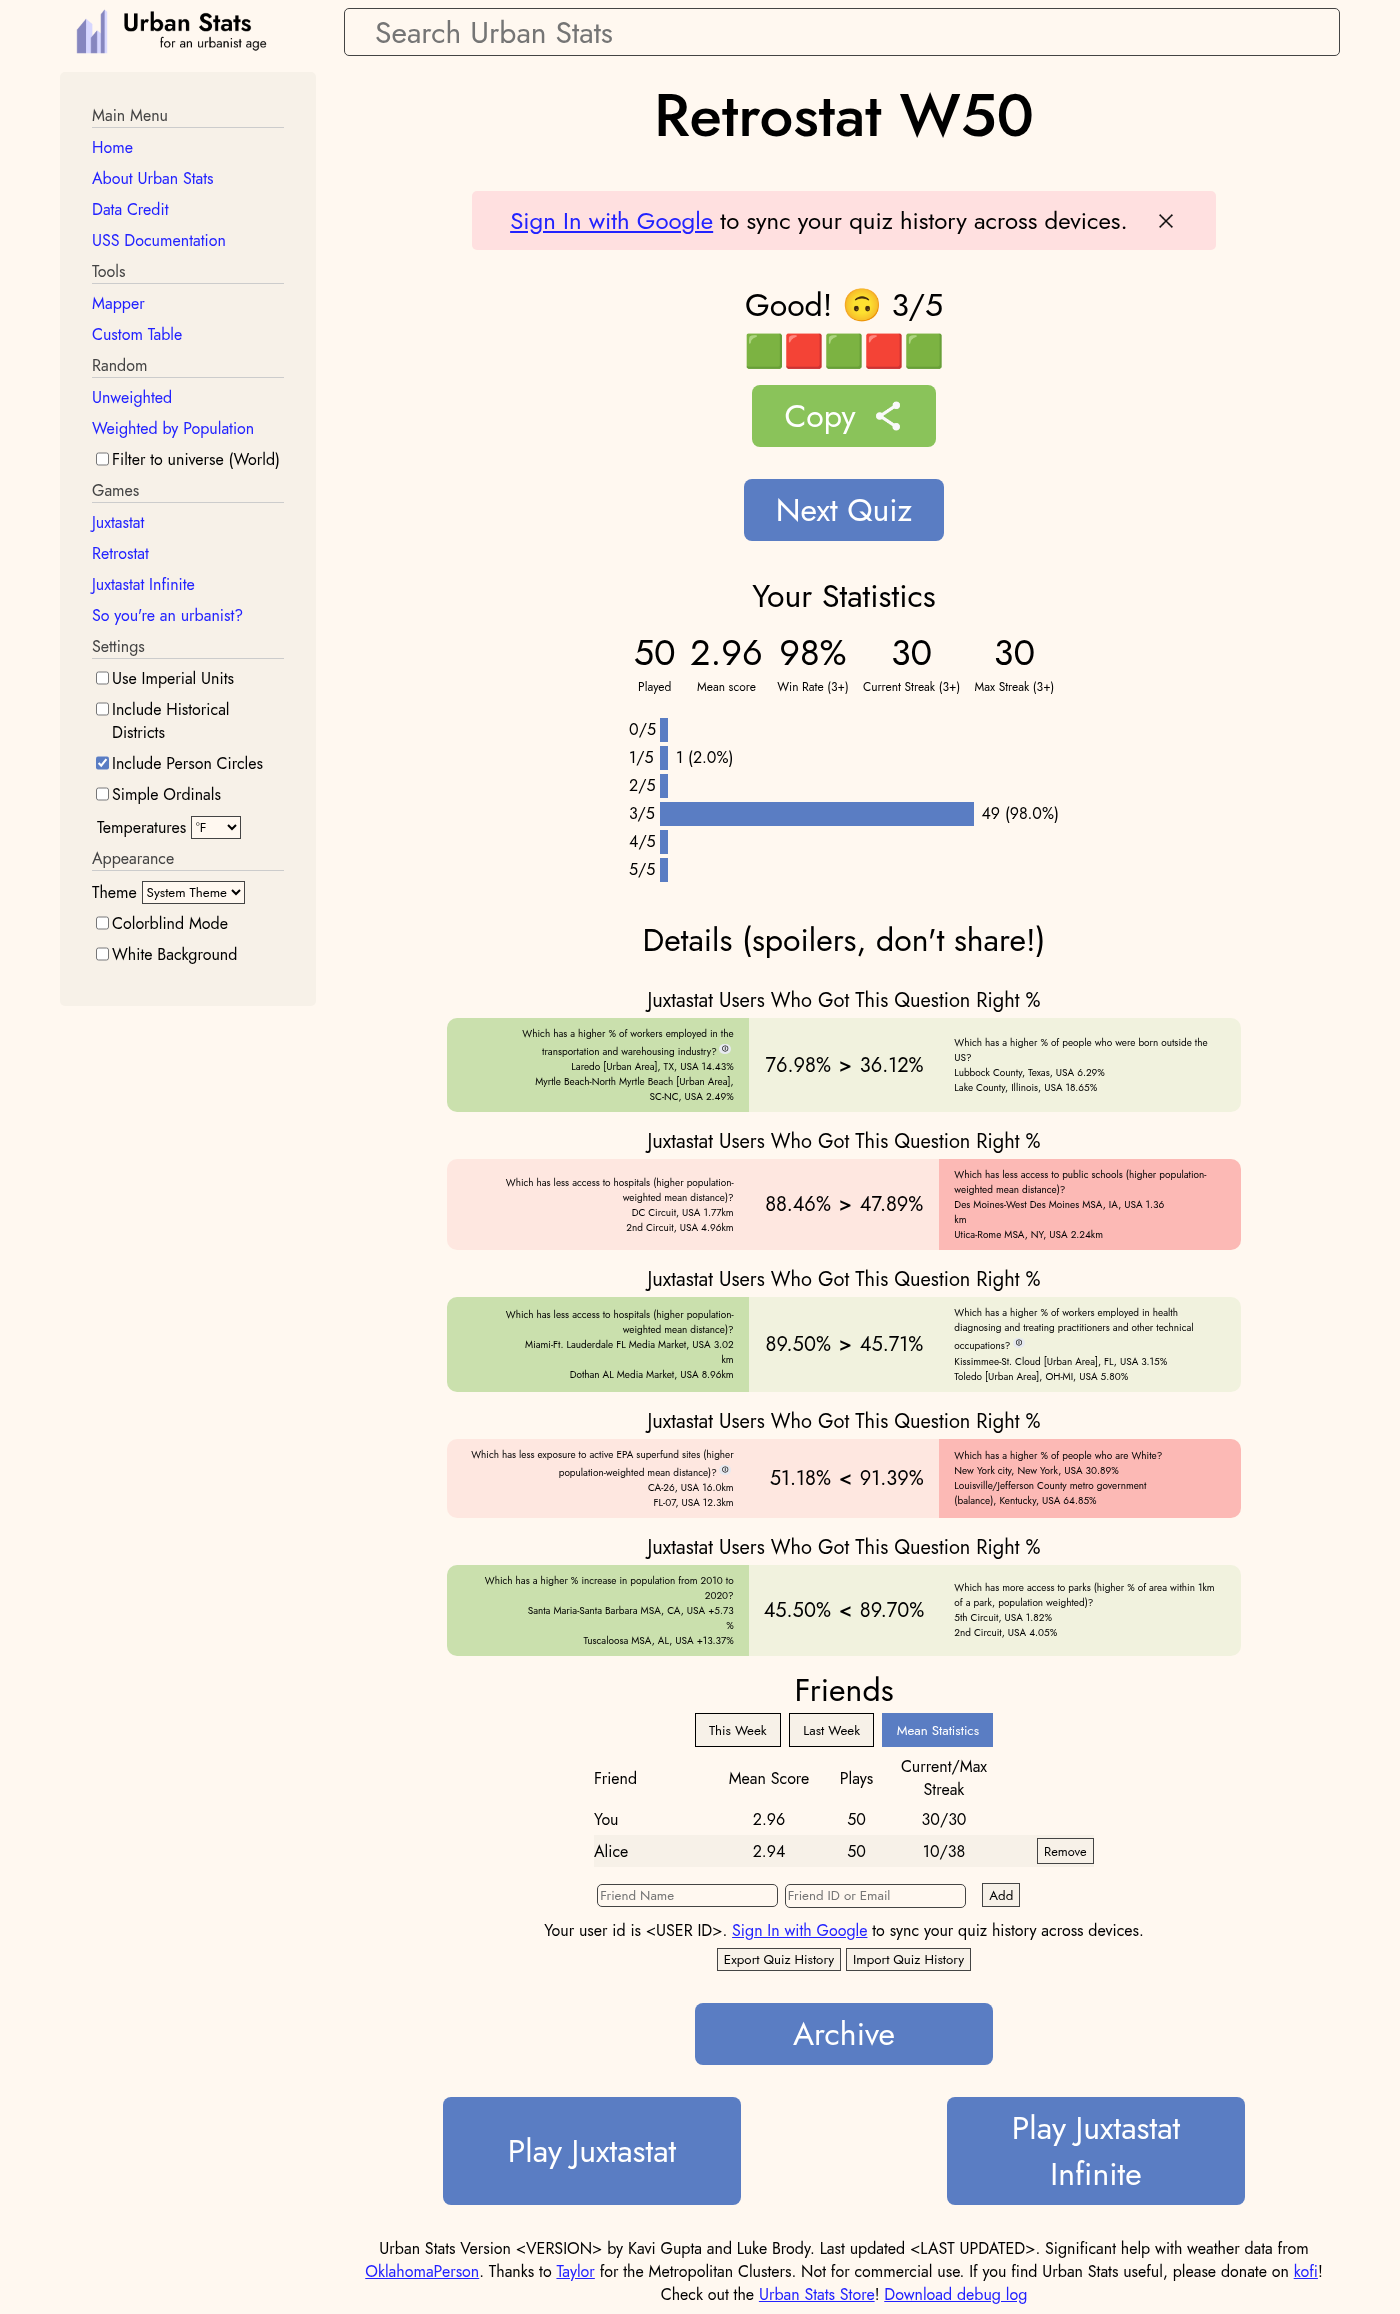 Urban Stats
for an urbanist age
Search Urban Stats
Main Menu
Home
About Urban Stats
Data Credit
USS Documentation
Tools
Mapper
Custom Table
Random
Unweighted
Weighted by Population
Filter to universe (World)
Games
Juxtastat
Retrostat
Juxtastat Infinite
So you're an urbanist?
Settings
Use Imperial Units
Include Historical
Districts
Include Person Circles
Simple Ordinals
Temperatures °F
Appearance
Theme System Theme
Colorblind Mode
White Background
Retrostat W50
Sign In with Google to sync your quiz history across devices.
Good! 🙃 3/5
🟩🟥🟩🟥🟩
Copy
Next Quiz
Your Statistics
50 2.96 98% 30 30
Played Mean score Win Rate (3+) Current Streak (3+) Max Streak (3+)
0/5
1/5 1 (2.0%)
2/5
3/5 49 (98.0%)
4/5
5/5
Details (spoilers, don't share!)
Juxtastat Users Who Got This Question Right %
Which has a higher % of workers employed in the
transportation and warehousing industry?
Laredo [Urban Area], TX, USA 14.43%
Myrtle Beach-North Myrtle Beach [Urban Area],
SC-NC, USA 2.49%
76.98% > 36.12%
Which has a higher % of people who were born outside the
US?
Lubbock County, Texas, USA 6.29%
Lake County, Illinois, USA 18.65%
Juxtastat Users Who Got This Question Right %
Which has less access to hospitals (higher population-
weighted mean distance)?
DC Circuit, USA 1.77km
2nd Circuit, USA 4.96km
88.46% > 47.89%
Which has less access to public schools (higher population-
weighted mean distance)?
Des Moines-West Des Moines MSA, IA, USA 1.36
km
Utica-Rome MSA, NY, USA 2.24km
Juxtastat Users Who Got This Question Right %
Which has less access to hospitals (higher population-
weighted mean distance)?
Miami-Ft. Lauderdale FL Media Market, USA 3.02
km
Dothan AL Media Market, USA 8.96km
89.50% > 45.71%
Which has a higher % of workers employed in health
diagnosing and treating practitioners and other technical
occupations?
Kissimmee-St. Cloud [Urban Area], FL, USA 3.15%
Toledo [Urban Area], OH-MI, USA 5.80%
Juxtastat Users Who Got This Question Right %
Which has less exposure to active EPA superfund sites (higher
population-weighted mean distance)?
CA-26, USA 16.0km
FL-07, USA 12.3km
51.18% < 91.39%
Which has a higher % of people who are White?
New York city, New York, USA 30.89%
Louisville/Jefferson County metro government
(balance), Kentucky, USA 64.85%
Juxtastat Users Who Got This Question Right %
Which has a higher % increase in population from 2010 to
2020?
Santa Maria-Santa Barbara MSA, CA, USA +5.73
%
Tuscaloosa MSA, AL, USA +13.37%
45.50% < 89.70%
Which has more access to parks (higher % of area within 1km
of a park, population weighted)?
5th Circuit, USA 1.82%
2nd Circuit, USA 4.05%
Friends
This Week Last Week Mean Statistics
Friend Mean Score Plays Current/Max
Streak
You 2.96 50 30/30
Alice 2.94 50 10/38 Remove
Friend Name Friend ID or Email Add
Your user id is <USER ID>. Sign In with Google to sync your quiz history across devices.
Export Quiz History Import Quiz History
Archive
Play Juxtastat
Play Juxtastat
Infinite
Urban Stats Version <VERSION> by Kavi Gupta and Luke Brody. Last updated <LAST UPDATED>. Significant help with weather data from
OklahomaPerson. Thanks to Taylor for the Metropolitan Clusters. Not for commercial use. If you find Urban Stats useful, please donate on kofi!
Check out the Urban Stats Store! Download debug log